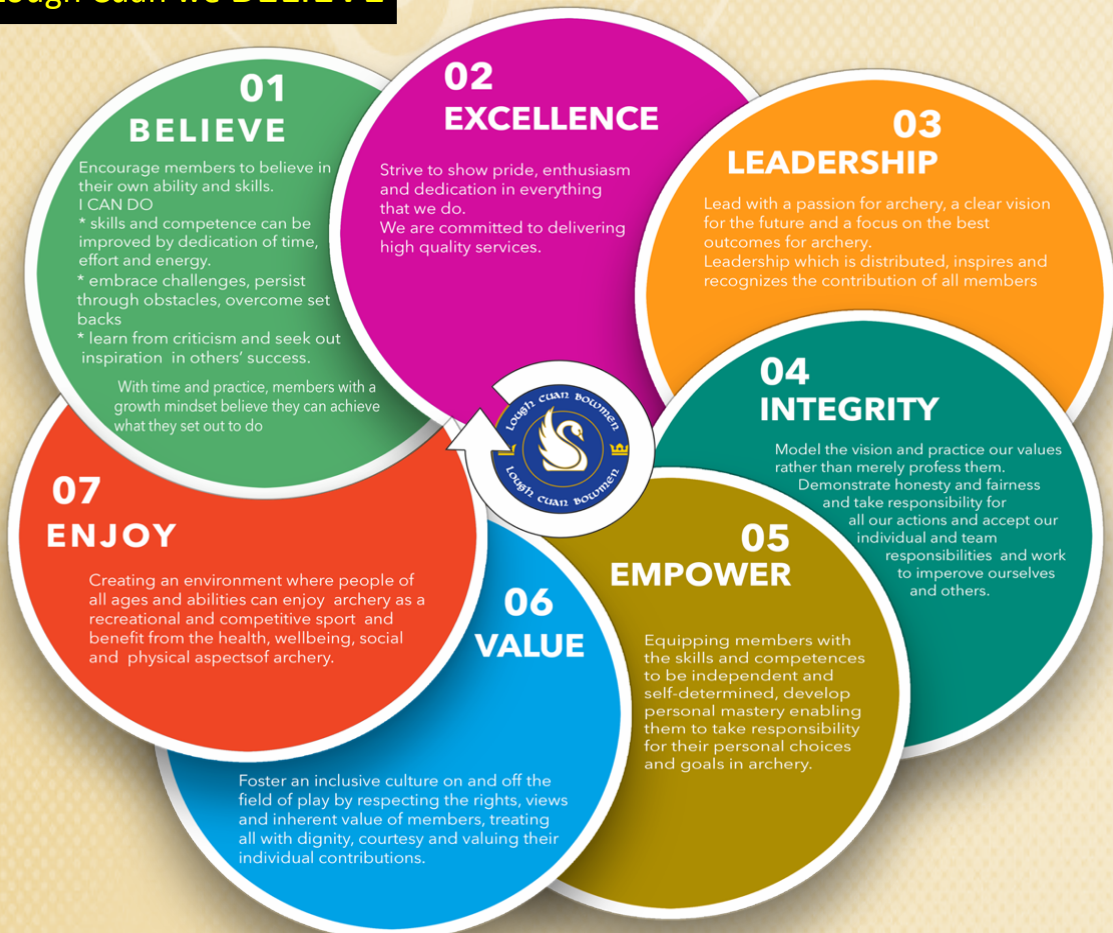 Lough Cuan we BELIEVE
01
BELIEVE
Encourage members to believe in
their own ability and skills.
I CAN DO
* skills and competence can be
improved by dedication of time,
effort and energy.
* embrace challenges, persist
through obstacles, overcome set
backs
* learn from criticism and seek out
inspiration in others’ success.
With time and practice, members with a
growth mindset believe they can achieve
what they set out to do
02
EXCELLENCE
Strive to show pride, enthusiasm
and dedication in everything
that we do.
We are committed to delivering
high quality services.
03
LEADERSHIP
Lead with a passion for archery, a clear vision
for the future and a focus on the best
outcomes for archery.
Leadership which is distributed, inspires and
recognizes the contribution of all members
04
INTEGRITY
Model the vision and practice our values
rather than merely profess them.
Demonstrate honesty and fairness
and take responsibility for
all our actions and accept our
individual and team
responsibilities and work
to imperove ourselves
and others.
05
EMPOWER
Equipping members with
the skills and competences
to be independent and
self-determined, develop
personal mastery enabling
them to take responsibility
for their personal choices
and goals in archery.
06
VALUE
Foster an inclusive culture on and off the
field of play by respecting the rights, views
and inherent value of members, treating
all with dignity, courtesy and valuing their
individual contributions.
07
ENJOY
Creating an environment where people of
all ages and abilities can enjoy archery as a
recreational and competitive sport and
benefit from the health, wellbeing, social
and physical aspectsof archery.
Lough Cuan Bowmen
Lough Cuan Bowmen